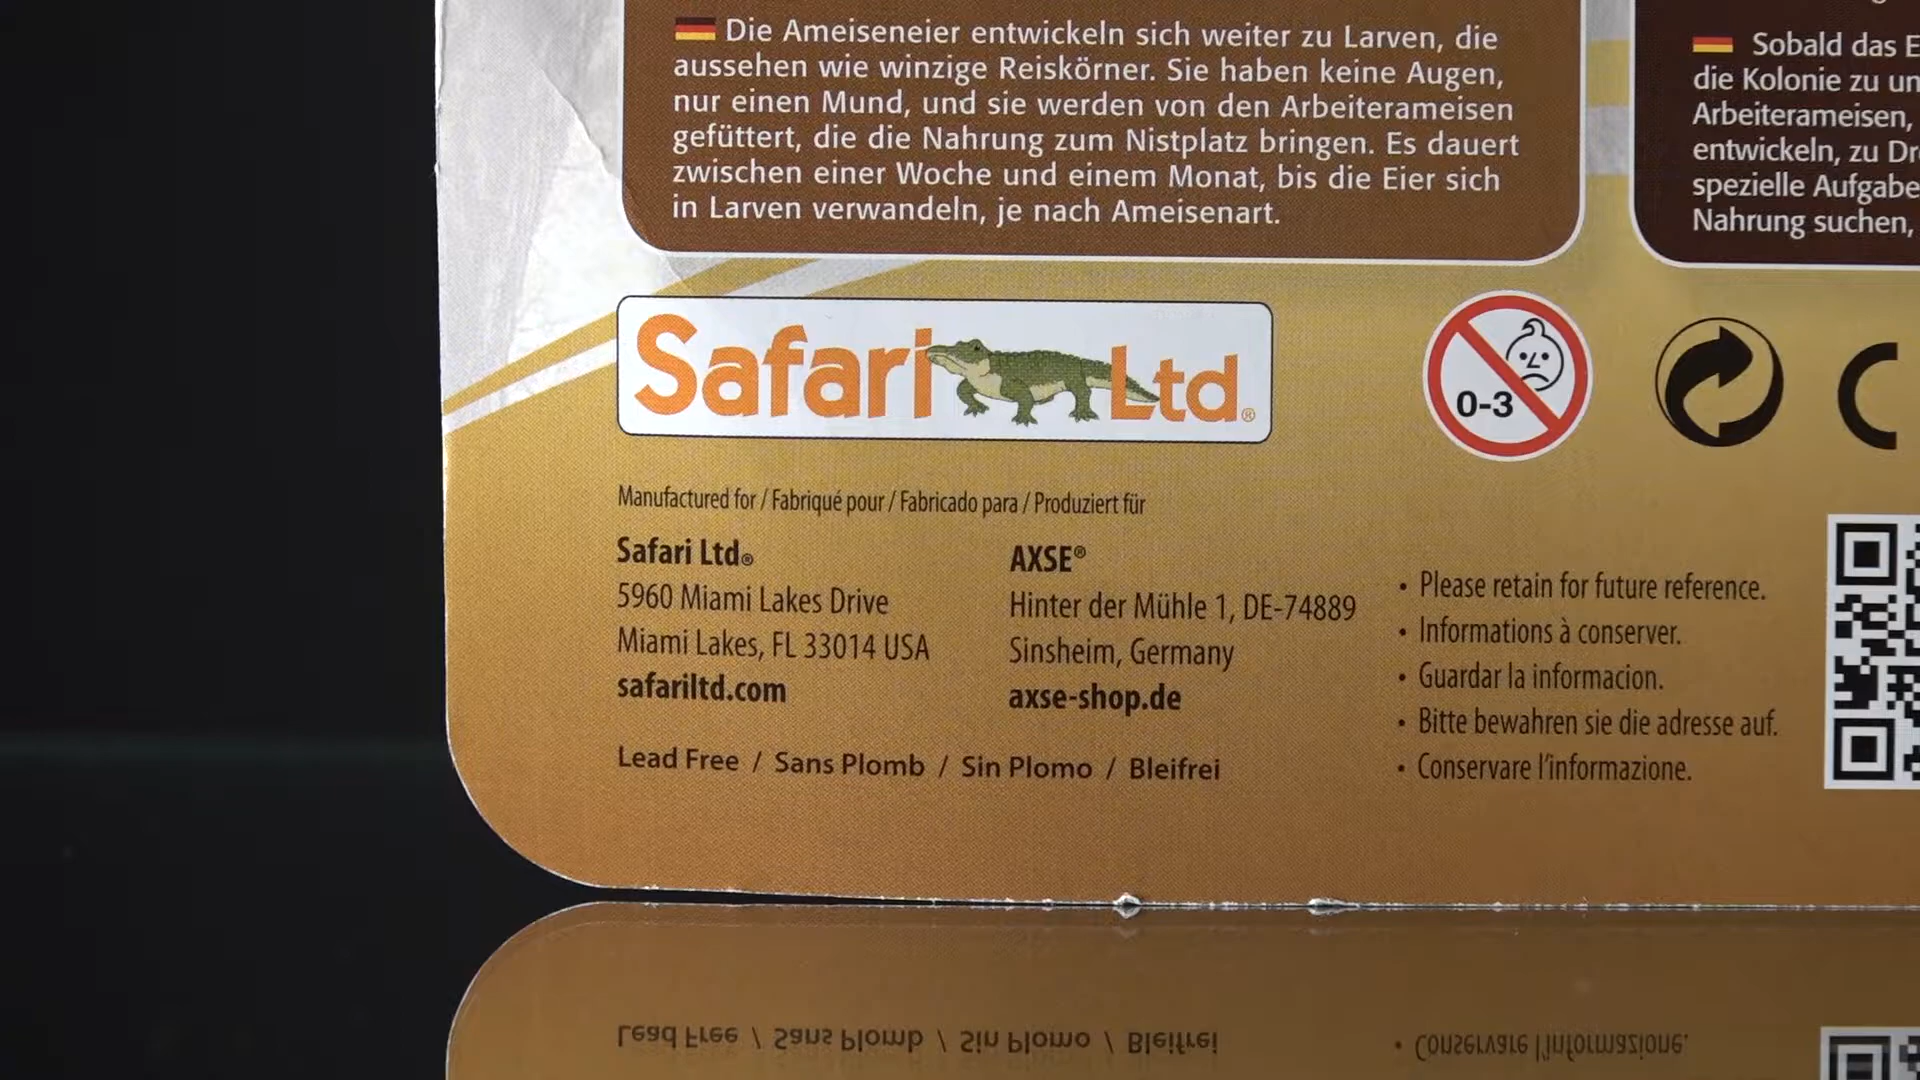 Die Ameiseneier entwickeln sich weiter zu Larven, die
aussehen wie winzige Reiskörner. Sie haben keine Augen,
nur einen Mund, und sie werden von den Arbeiterameisen
gefüttert, die die Nahrung zum Nistplatz bringen. Es dauert
zwischen einer Woche und einem Monat, bis die Eier sich
in Larven verwandeln, je nach Ameisenart.
Sobald das
die Kolonie zu
Arbeiterameisen,
entwickeln, zu
spezielle
Nahrung suchen,
Safari Ltd®
0-3
Manufactured for / Fabriqué pour / Fabricado para / Produziert für
Safari Ltd®
5960 Miami Lakes Drive
Miami Lakes, FL 33014 USA
safariltd.com
AXSE®
Hinter der Mühle 1, DE-74889
Sinsheim, Germany
axse-shop.de
Lead Free / Sans Plomb / Sin Plomo / Bleifrei
• Please retain for future reference.
• Informations à conserver.
• Guardar la informacion.
• Bitte bewahren sie die adresse auf.
• Conservare l'informazione.